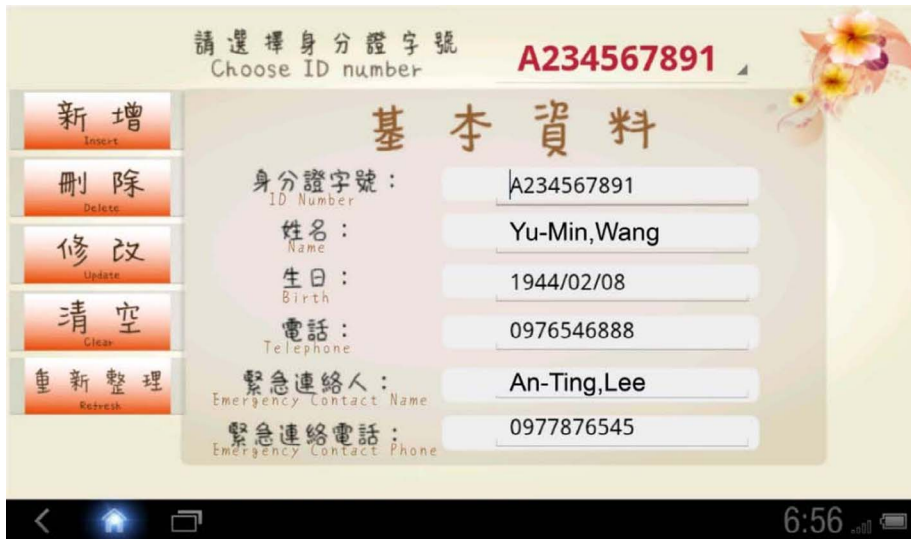 請選擇身分證字號
Choose ID number
A234567891
新增
Insert
刪除
Delete
修改
Update
清空
Clear
重新整理
Refresh
基本資料
身分證字號：
ID Number
A234567891
姓名：
Name
Yu-Min,Wang
生日：
Birth
1944/02/08
電話：
Telephone
0976546888
緊急連絡人：
Emergency Contact Name
An-Ting,Lee
緊急連絡電話：
Emergency Contact Phone
0977876545
6:56